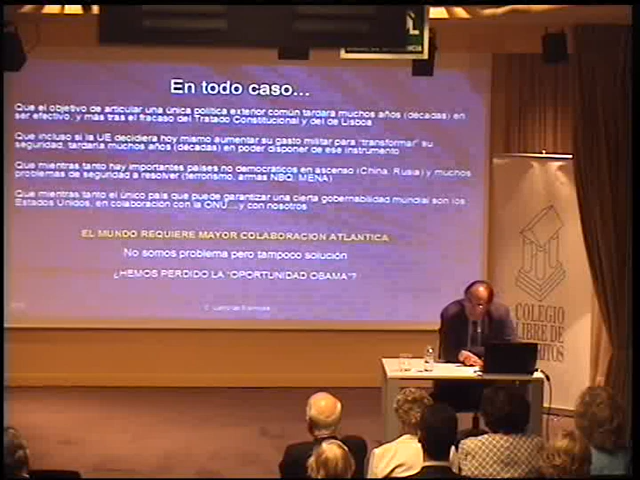 En todo caso...
Que el objetivo de articular una única política exterior común tardará muchos años (décadas) en
ser efectivo, y más tras el fracaso del Tratado Constitucional y del de Lisboa
Que incluso si la UE decidiera hoy mismo aumentar su gasto militar para "transformar" su
seguridad, tardaría muchos años (décadas) en poder disponer de ese instrumento
Que mientras tanto hay importantes países no democráticos en ascenso (China, Rusia) y muchos
problemas de seguridad a resolver (terrorismo, armas NBQ, MENA)
Que mientras tanto el único país que puede garantizar una cierta gobernabilidad mundial son los
Estados Unidos, en colaboración con la ONU....y con nosotros
EL MUNDO REQUIERE MAYOR COLABORACION ATLANTICA
No somos problema pero tampoco solución
¿HEMOS PERDIDO LA "OPORTUNIDAD OBAMA"?
COLEGIO
LIBRE DE